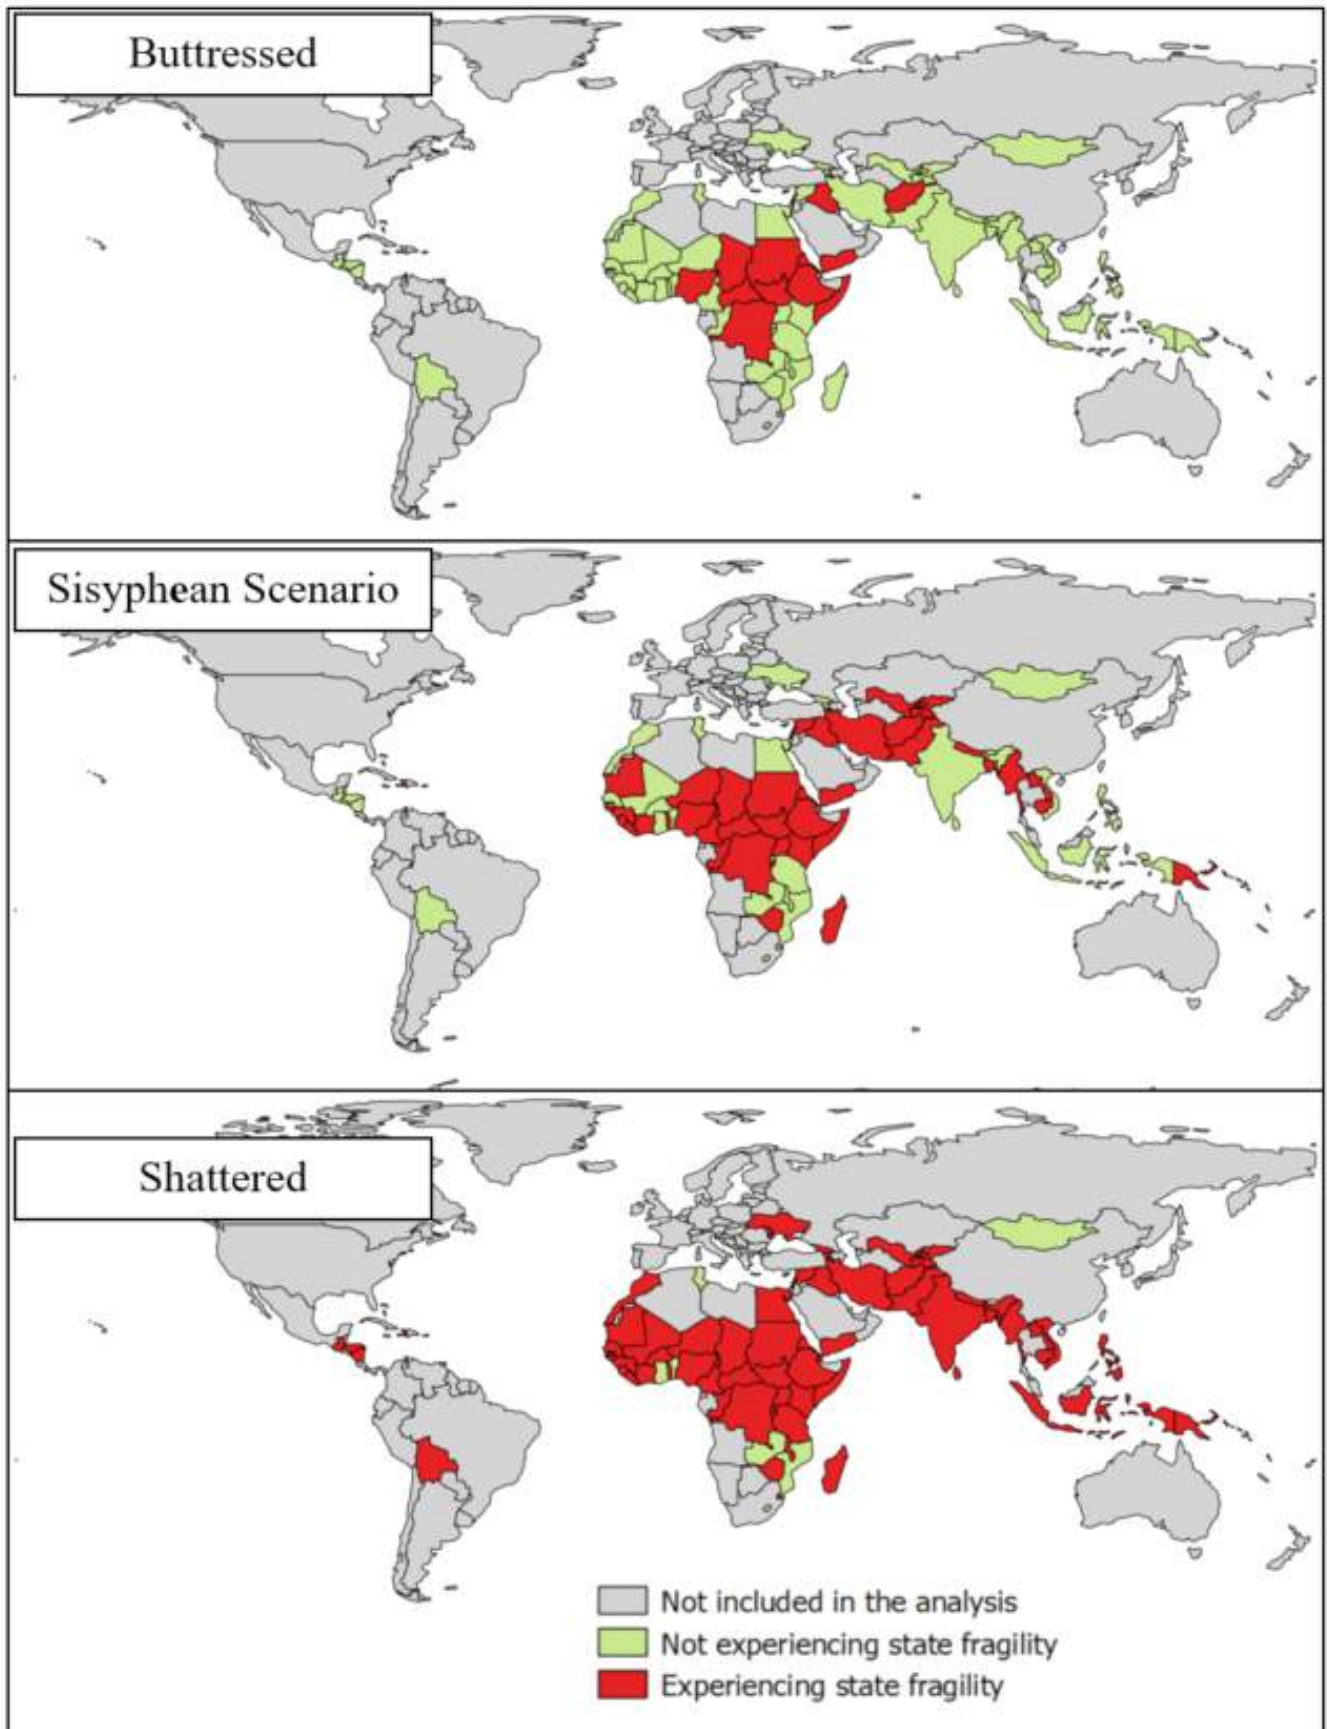 Buttressed
Sisyphean Scenario
Shattered
Not included in the analysis
Not experiencing state fragility
Experiencing state fragility